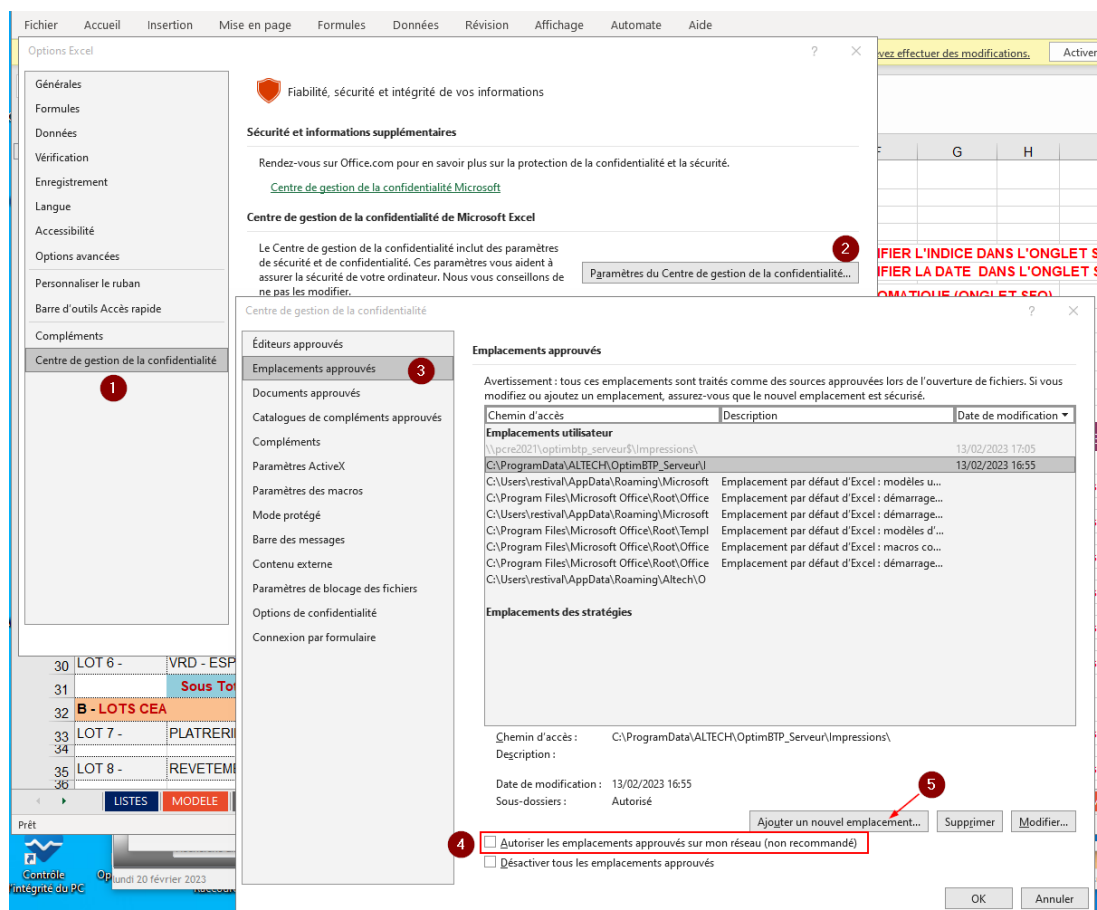 Fichier Accueil Insertion Mise en page Formules Données Révision Affichage Automate Aide
Options Excel ? ×
vez effectuer des modifications. Activer
Générales
Formules
Données
Vérification
Enregistrement
Langue
Accessibilité
Options avancées
Personnaliser le ruban
Barre d'outils Accès rapide
Compléments
Centre de gestion de la confidentialité
1
Fiabilité, sécurité et intégrité de vos informations
Sécurité et informations supplémentaires
Rendez-vous sur Office.com pour en savoir plus sur la protection de la confidentialité et la sécurité.
Centre de gestion de la confidentialité Microsoft
Centre de gestion de la confidentialité de Microsoft Excel
Le Centre de gestion de la confidentialité inclut des paramètres
de sécurité et de confidentialité. Ces paramètres vous aident à
assurer la sécurité de votre ordinateur. Nous vous conseillons de
ne pas les modifier.
2
Paramètres du Centre de gestion de la confidentialité...
G H
IFIER L'INDICE DANS L'ONGLET S
IFIER LA DATE DANS L'ONGLET S
OMATIQUE (ONGLET SEO)
Centre de gestion de la confidentialité ? ×
Éditeurs approuvés
Emplacements approuvés
3
Documents approuvés
Catalogues de compléments approuvés
Compléments
Paramètres ActiveX
Paramètres des macros
Mode protégé
Barre des messages
Contenu externe
Paramètres de blocage des fichiers
Options de confidentialité
Connexion par formulaire
Emplacements approuvés
Avertissement : tous ces emplacements sont traités comme des sources approuvées lors de l'ouverture de fichiers. Si vous
modifiez ou ajoutez un emplacement, assurez-vous que le nouvel emplacement est sécurisé.
Chemin d'accès Description Date de modification
Emplacements utilisateur
\\pcre2021\optimbtp_serveur$\Impressions\ 13/02/2023 17:05
C:\ProgramData\ALTECH\OptimBTP_Serveur\I 13/02/2023 16:55
C:\Users\restival\AppData\Roaming\Microsoft Emplacement par défaut d'Excel : modèles u...
C:\Program Files\Microsoft Office\Root\Office Emplacement par défaut d'Excel : démarrage...
C:\Users\restival\AppData\Roaming\Microsoft Emplacement par défaut d'Excel : démarrage...
C:\Program Files\Microsoft Office\Root\Templ Emplacement par défaut d'Excel : modèles d'...
C:\Program Files\Microsoft Office\Root\Office Emplacement par défaut d'Excel : macros co...
C:\Program Files\Microsoft Office\Root\Office Emplacement par défaut d'Excel : démarrage...
C:\Users\restival\AppData\Roaming\Altech\O
Emplacements des stratégies
Chemin d'accès : C:\ProgramData\ALTECH\OptimBTP_Serveur\Impressions\
Description :
Date de modification : 13/02/2023 16:55
Sous-dossiers : Autorisé
5
Ajouter un nouvel emplacement... Supprimer Modifier...
4
Autoriser les emplacements approuvés sur mon réseau (non recommandé)
Désactiver tous les emplacements approuvés
OK Annuler
30 LOT 6 - VRD - ESP
31 Sous To
32 B - LOTS CEA
33 LOT 7 - PLATRERI
34
35 LOT 8 - REVETEM
36
LISTES MODELE
Prêt
Contrôle
l'intégrité du PC
Op
lundi 20 février 2023